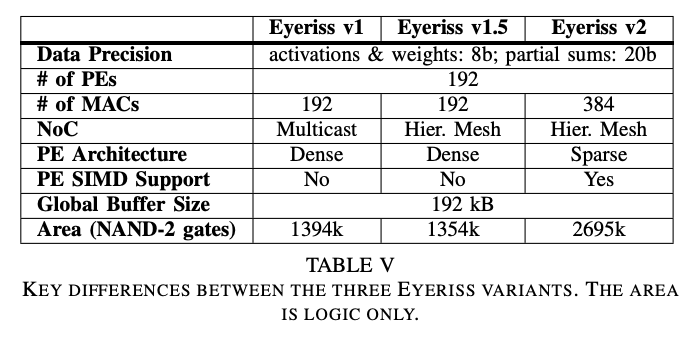 Eyeriss v1 Eyeriss v1.5 Eyeriss v2
Data Precision activations & weights: 8b; partial sums: 20b
# of PEs 192
# of MACs 192 192 384
NoC Multicast Hier. Mesh Hier. Mesh
PE Architecture Dense Dense Sparse
PE SIMD Support No No Yes
Global Buffer Size 192 kB
Area (NAND-2 gates) 1394k 1354k 2695k
TABLE V
KEY DIFFERENCES BETWEEN THE THREE EYERISS VARIANTS. THE AREA
IS LOGIC ONLY.